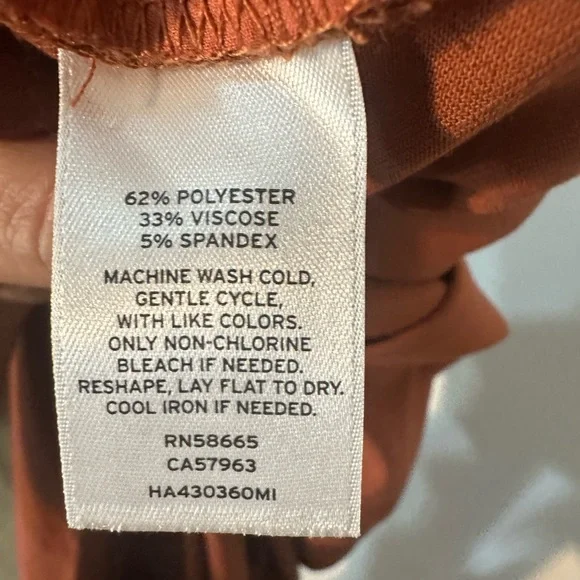 62% POLYESTER
33% VISCOSE
5% SPANDEX
MACHINE WASH COLD,
GENTLE CYCLE,
WITH LIKE COLORS.
ONLY NON-CHLORINE
BLEACH IF NEEDED.
RESHAPE, LAY FLAT TO DRY.
COOL IRON IF NEEDED.
RN58665
CA57963
HA430360MI